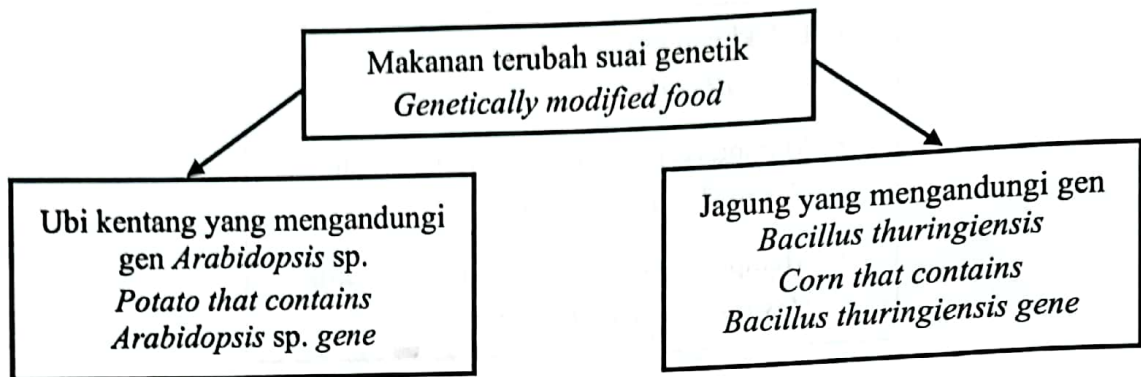 Makanan terubah suai genetik
Genetically modified food
Ubi kentang yang mengandungi
gen Arabidopsis sp.
Potato that contains
Arabidopsis sp. gene
Jagung yang mengandungi gen
Bacillus thuringiensis
Corn that contains
Bacillus thuringiensis gene